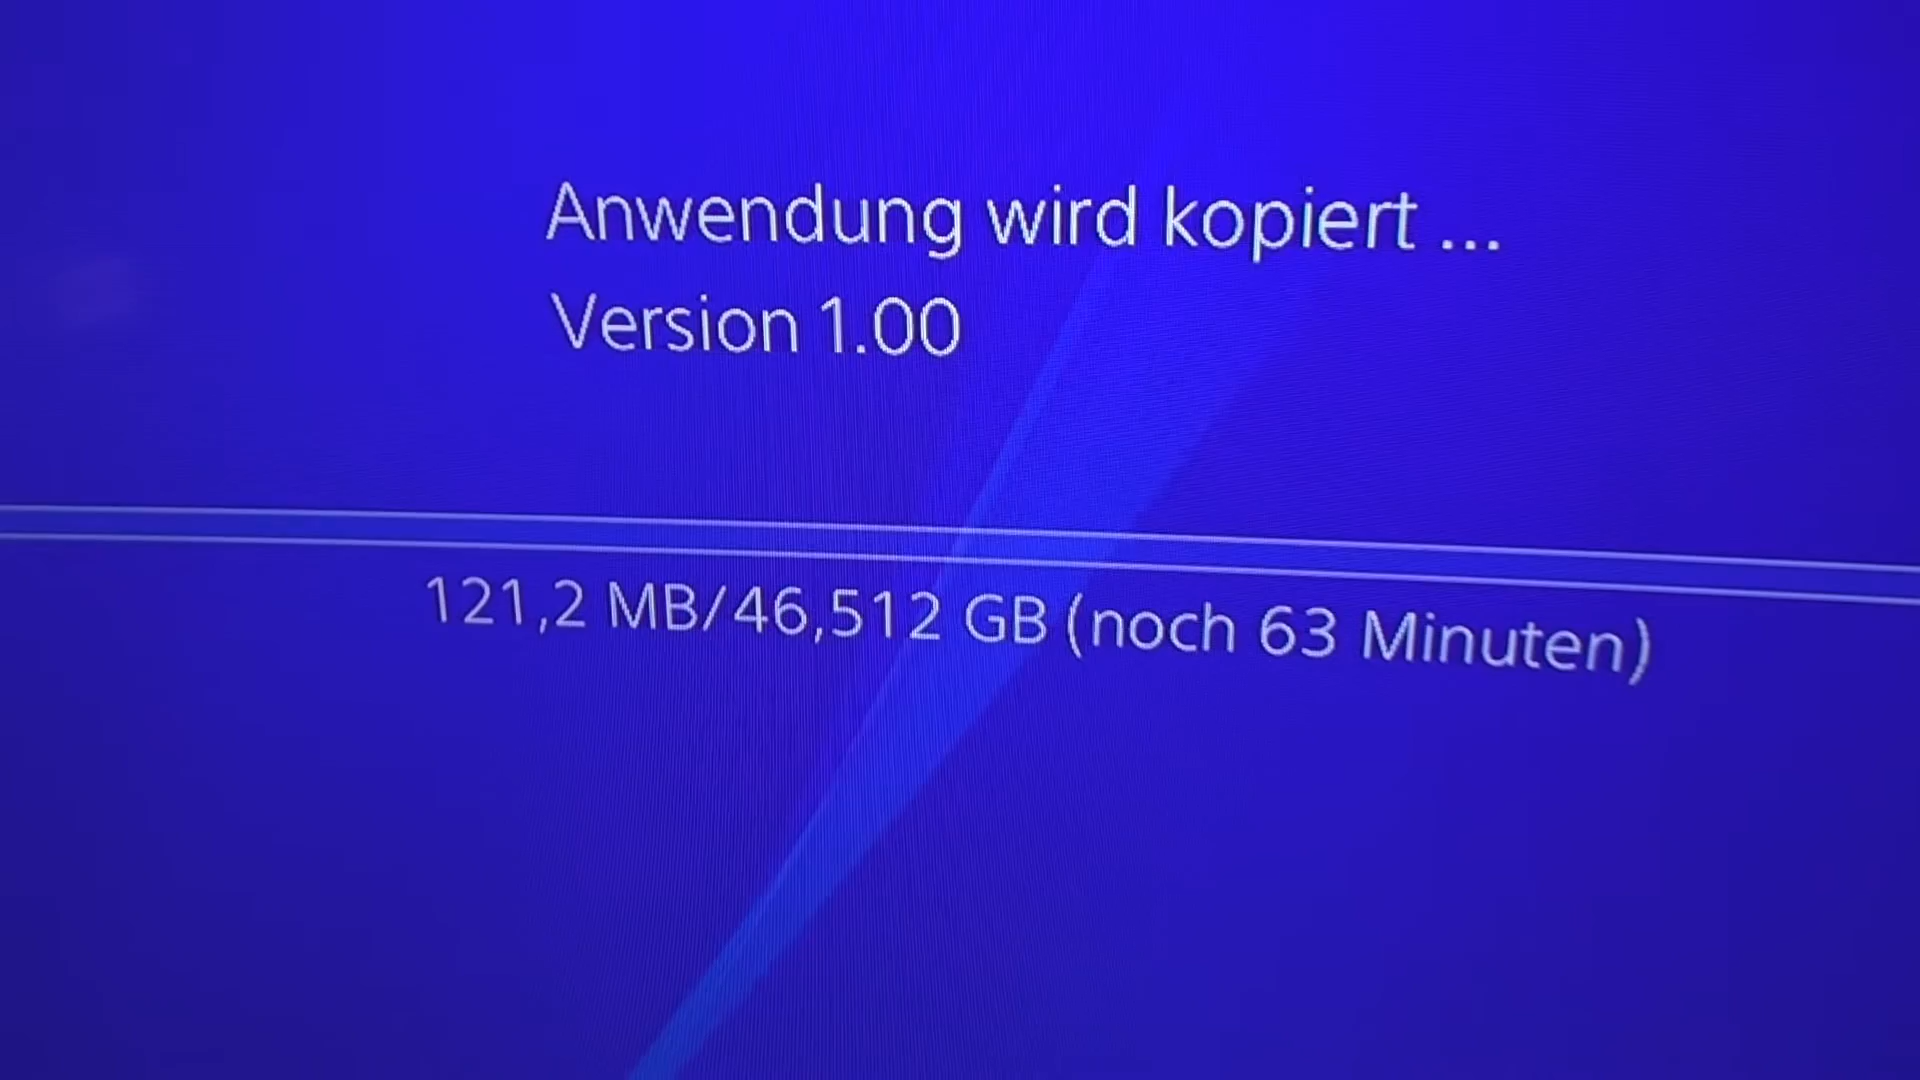 Anwendung wird kopiert ...
Version 1.00
121,2 MB/46,512 GB (noch 63 Minuten)